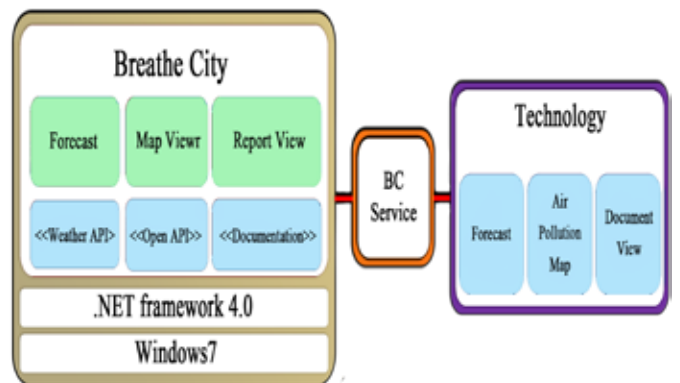 Breathe City
Forecast
Map Viewr
Report View
<<Weather API>
<<Open API>>
<<Documentation>>
.NET framework 4.0
Windows7
BC
Service
Technology
Forecast
Air
Pollution
Map
Document
View